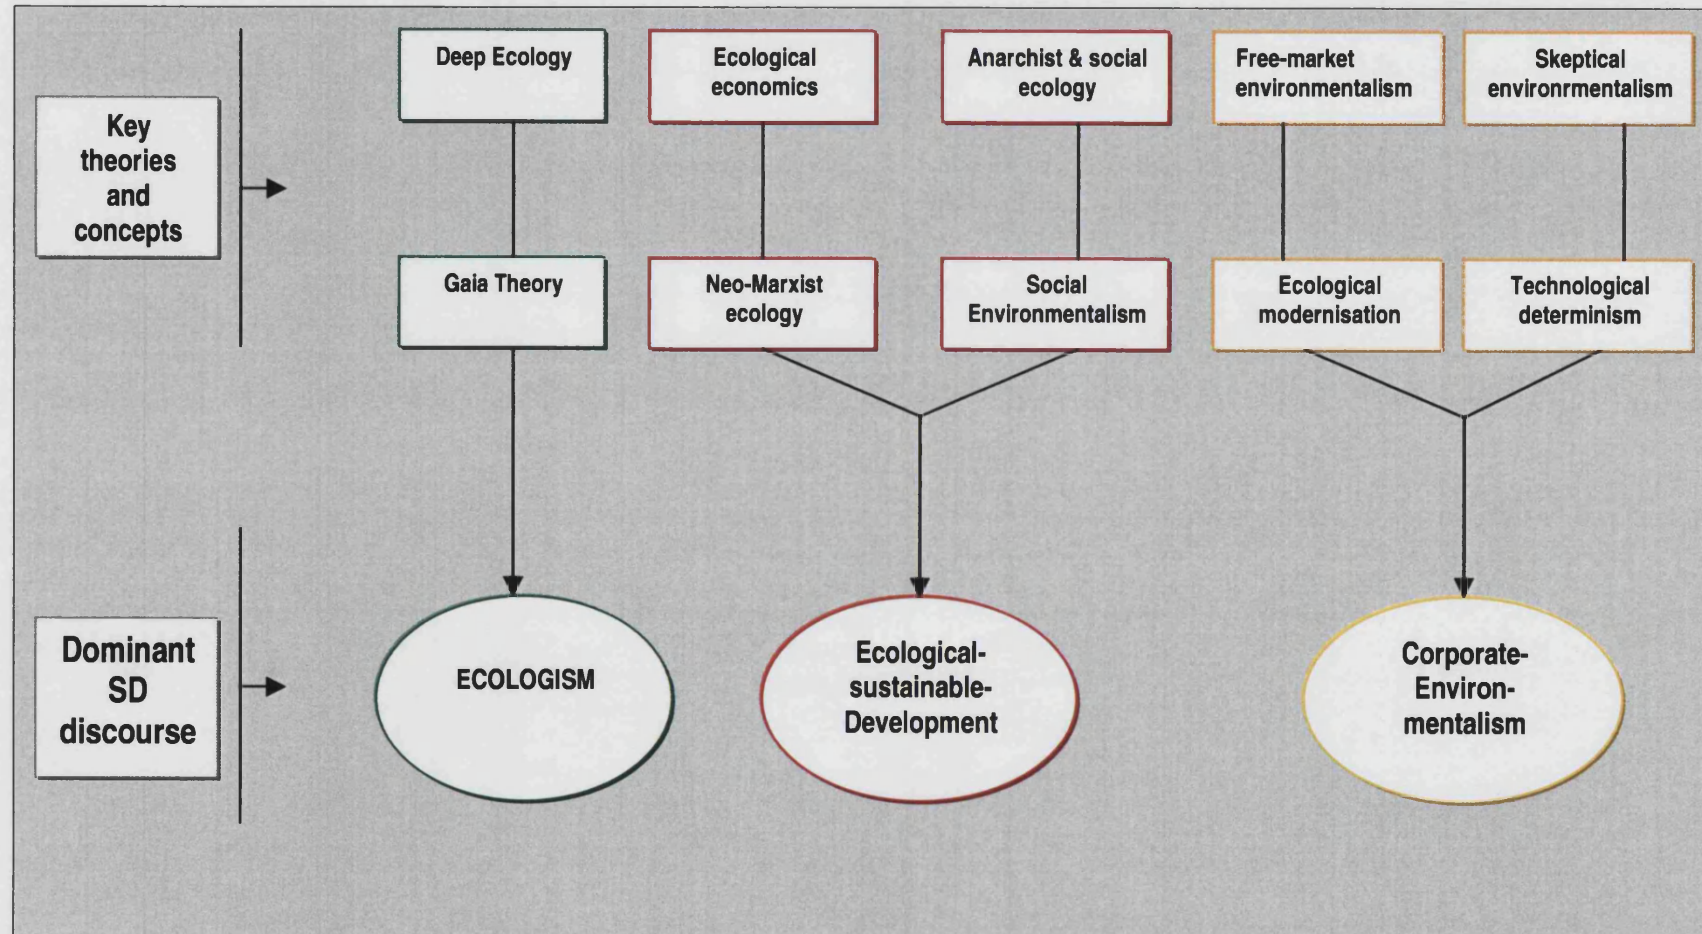 Key
theories
and
concepts
Deep Ecology
Ecological
economics
Anarchist & social
ecology
Free-market
environmentalism
Skeptical
environrmentalism
Gaia Theory
Neo-Marxist
ecology
Social
Environmentalism
Ecological
modernisation
Technological
determinism
Dominant
SD
discourse
ECOLOGISM
Ecological-
sustainable-
Development
Corporate-
Environ-
mentalism